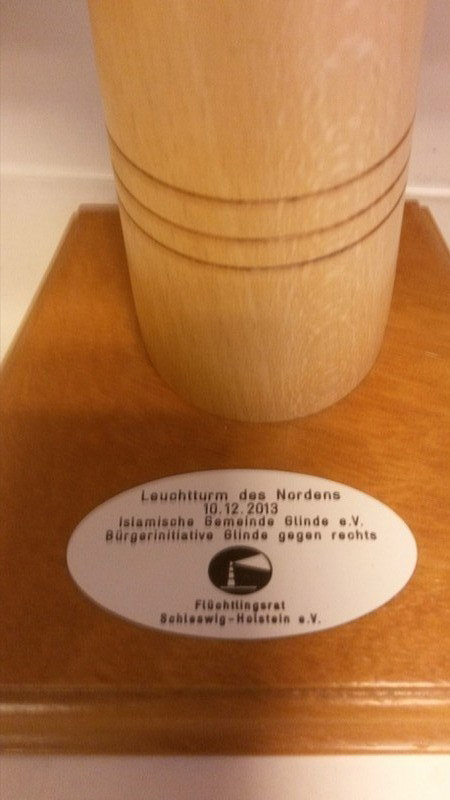 Leuchtturm des Nordens
10.12.2013
Islamische Gemeinde Glinde e.V.
Bürgerinitiative Glinde gegen rechts
Flüchtlingsrat
Schleswig-Holstein e.V.